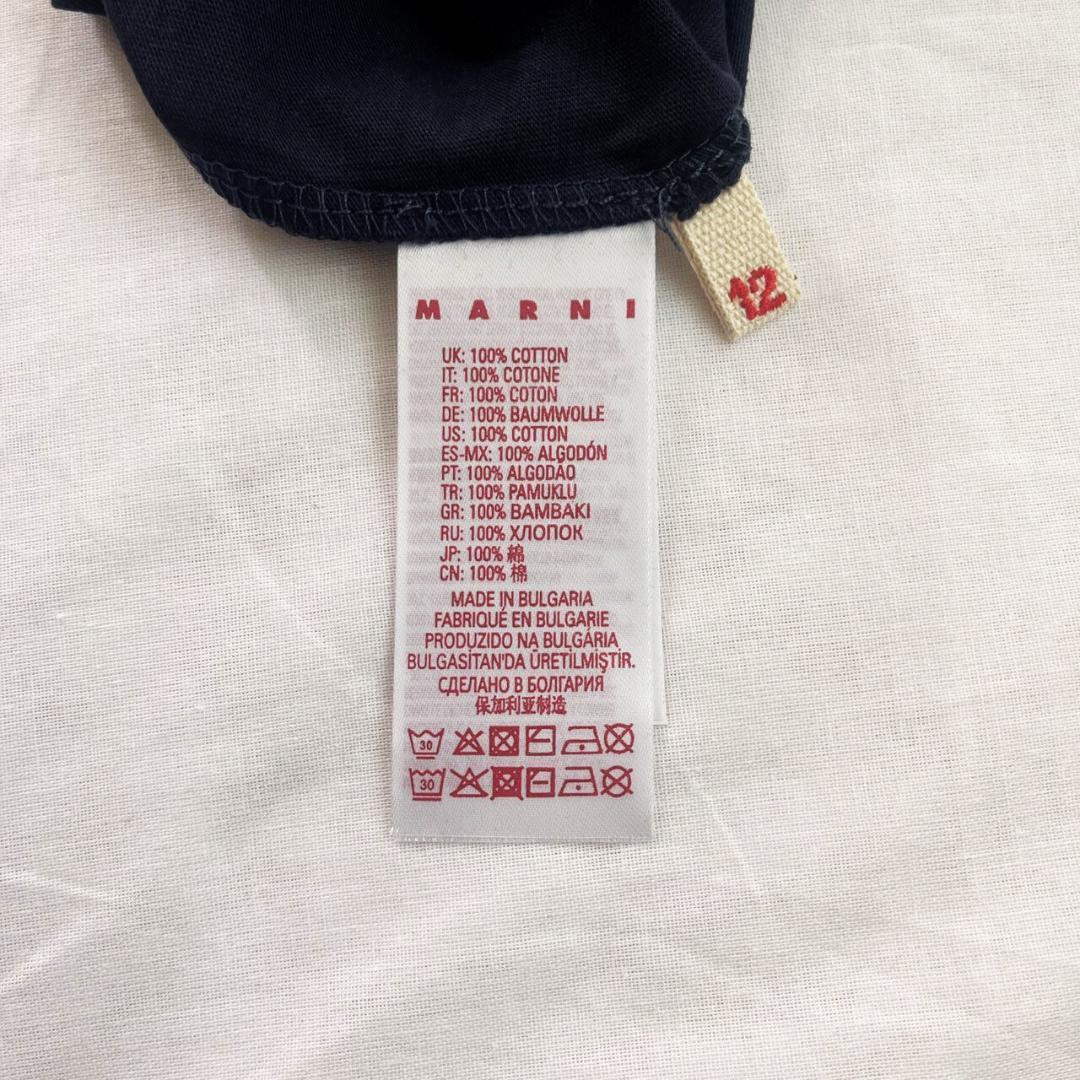 12
MARNI
UK: 100% COTTON
IT: 100% COTONE
FR: 100% COTON
DE: 100% BAUMWOLLE
US: 100% COTTON
ES-MX: 100% ALGODÓN
PT: 100% ALGODÃO
TR: 100% PAMUKLU
GR: 100% ΒΑΜΒΑΚΙ
RU: 100% ХЛОПОК
JP: 100% 綿
CN: 100% 棉
MADE IN BULGARIA
FABRIQUÉ EN BULGARIE
PRODUZIDO NA BULGÁRIA
BULGASİTAN'DA ÜRETİLMİŞTİR.
СДЕЛАНО В БОЛГАРИЯ
保加利亚制造
30
30